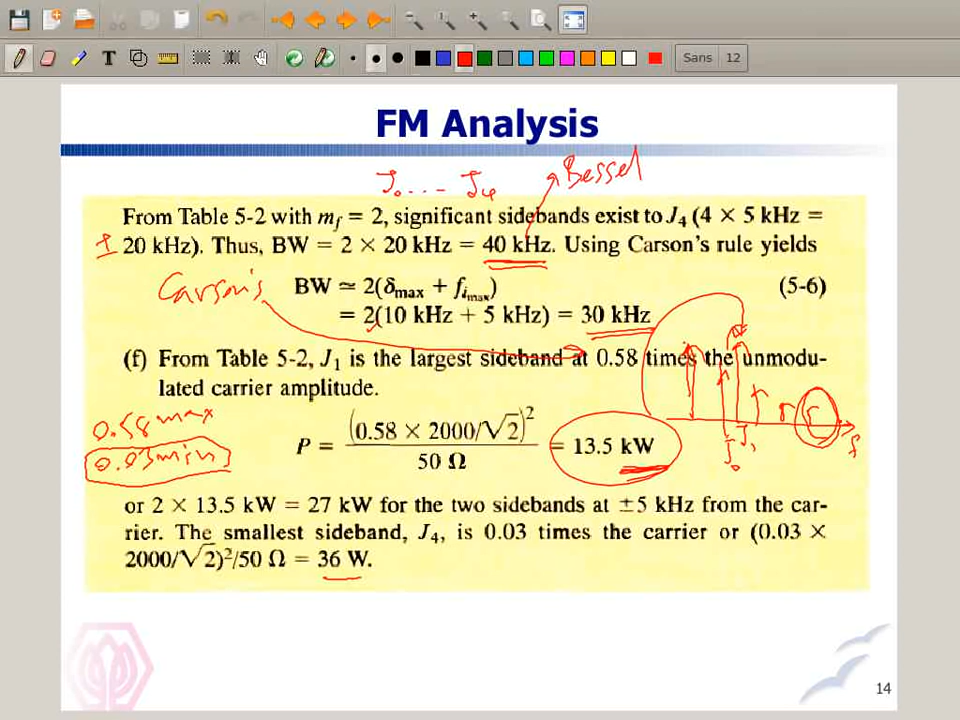 Sans 12
FM Analysis
J₀ ... J₄
Bessel
From Table 5-2 with m_f = 2, significant sidebands exist to J₄ (4 × 5 kHz =
± 20 kHz). Thus, BW = 2 × 20 kHz = 40 kHz. Using Carson's rule yields
Carson's
BW ≃ 2(δmax + f_imax) (5-6)
= 2(10 kHz + 5 kHz) = 30 kHz
(f) From Table 5-2, J₁ is the largest sideband at 0.58 times the unmodu-
lated carrier amplitude.
0.58 max
0.03 min
P = (0.58 × 2000/√2)² / 50 Ω = 13.5 kW
J₀ J₁ f
or 2 × 13.5 kW = 27 kW for the two sidebands at ±5 kHz from the car-
rier. The smallest sideband, J₄, is 0.03 times the carrier or (0.03 ×
2000/√2)²/50 Ω = 36 W.
14